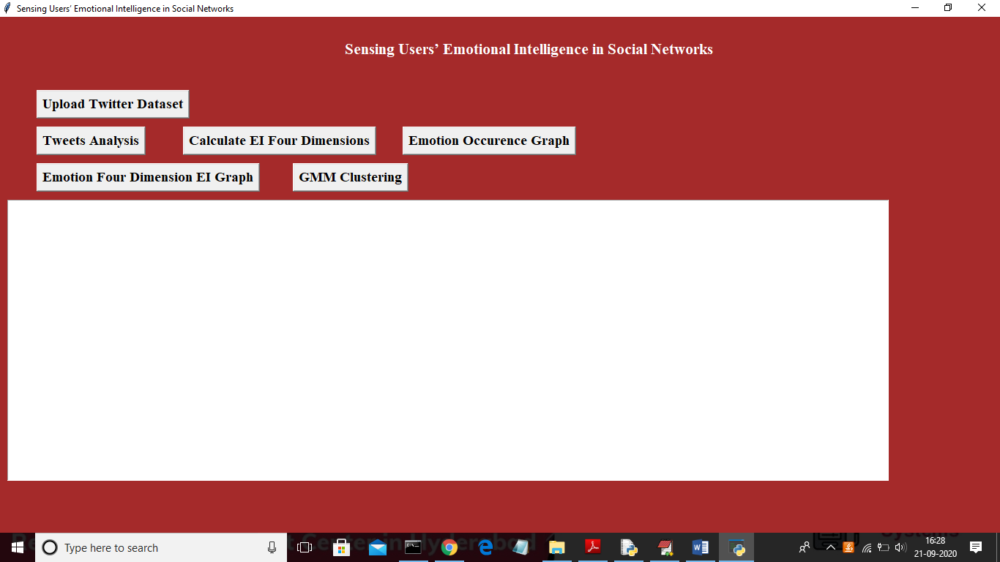 Sensing Users’ Emotional Intelligence in Social Networks
Sensing Users’ Emotional Intelligence in Social Networks
Upload Twitter Dataset
Tweets Analysis Calculate EI Four Dimensions Emotion Occurence Graph
Emotion Four Dimension EI Graph GMM Clustering
Type here to search
16:28
21-09-2020